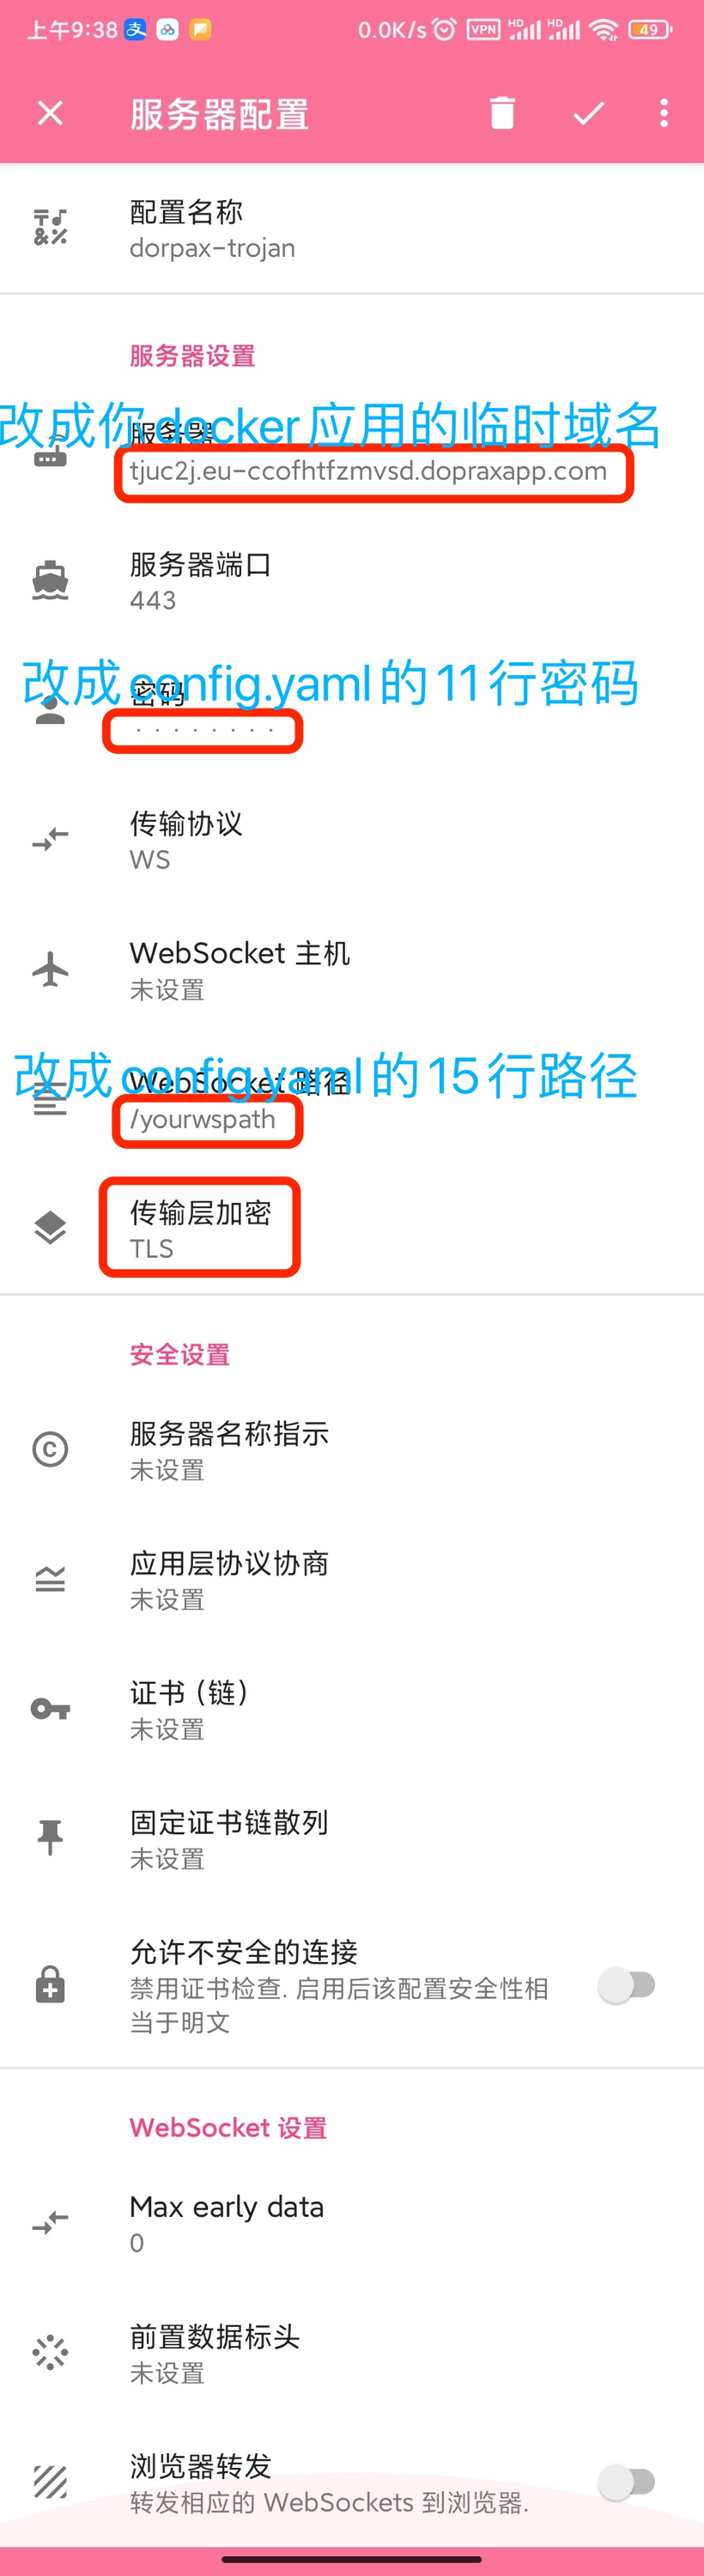 上午9:38
0.0K/s VPN HD HD 49
服务器配置
配置名称
dorpax-trojan
服务器设置
改成你docker应用的临时域名
服务器
tjuc2j.eu-ccofhtfzmvsd.dopraxapp.com
服务器端口
443
改成config.yaml的11行密码
密码
········
传输协议
WS
WebSocket 主机
未设置
改成config.yaml的15行路径
WebSocket 路径
/yourwspath
传输层加密
TLS
安全设置
服务器名称指示
未设置
应用层协议协商
未设置
证书 (链)
未设置
固定证书链散列
未设置
允许不安全的连接
禁用证书检查. 启用后该配置安全性相
当于明文
WebSocket 设置
Max early data
0
前置数据标头
未设置
浏览器转发
转发相应的 WebSockets 到浏览器.